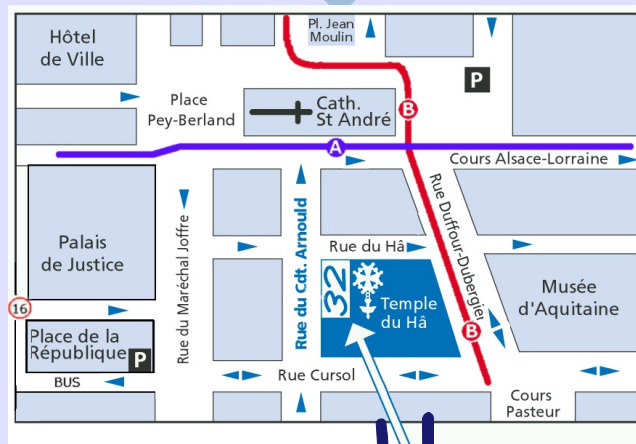 Hôtel
de Ville
Pl. Jean
Moulin
P
Place
Pey-Berland
Cath.
St André
B
A
Cours Alsace-Lorraine
Palais
de Justice
Rue du Maréchal Joffre
Rue du Cdt. Arnould
Rue du Hâ
Rue Duffour-Dubergier
32
Temple
du Hâ
Musée
d'Aquitaine
16
Place de la
République
P
B
BUS
Rue Cursol
Cours
Pasteur